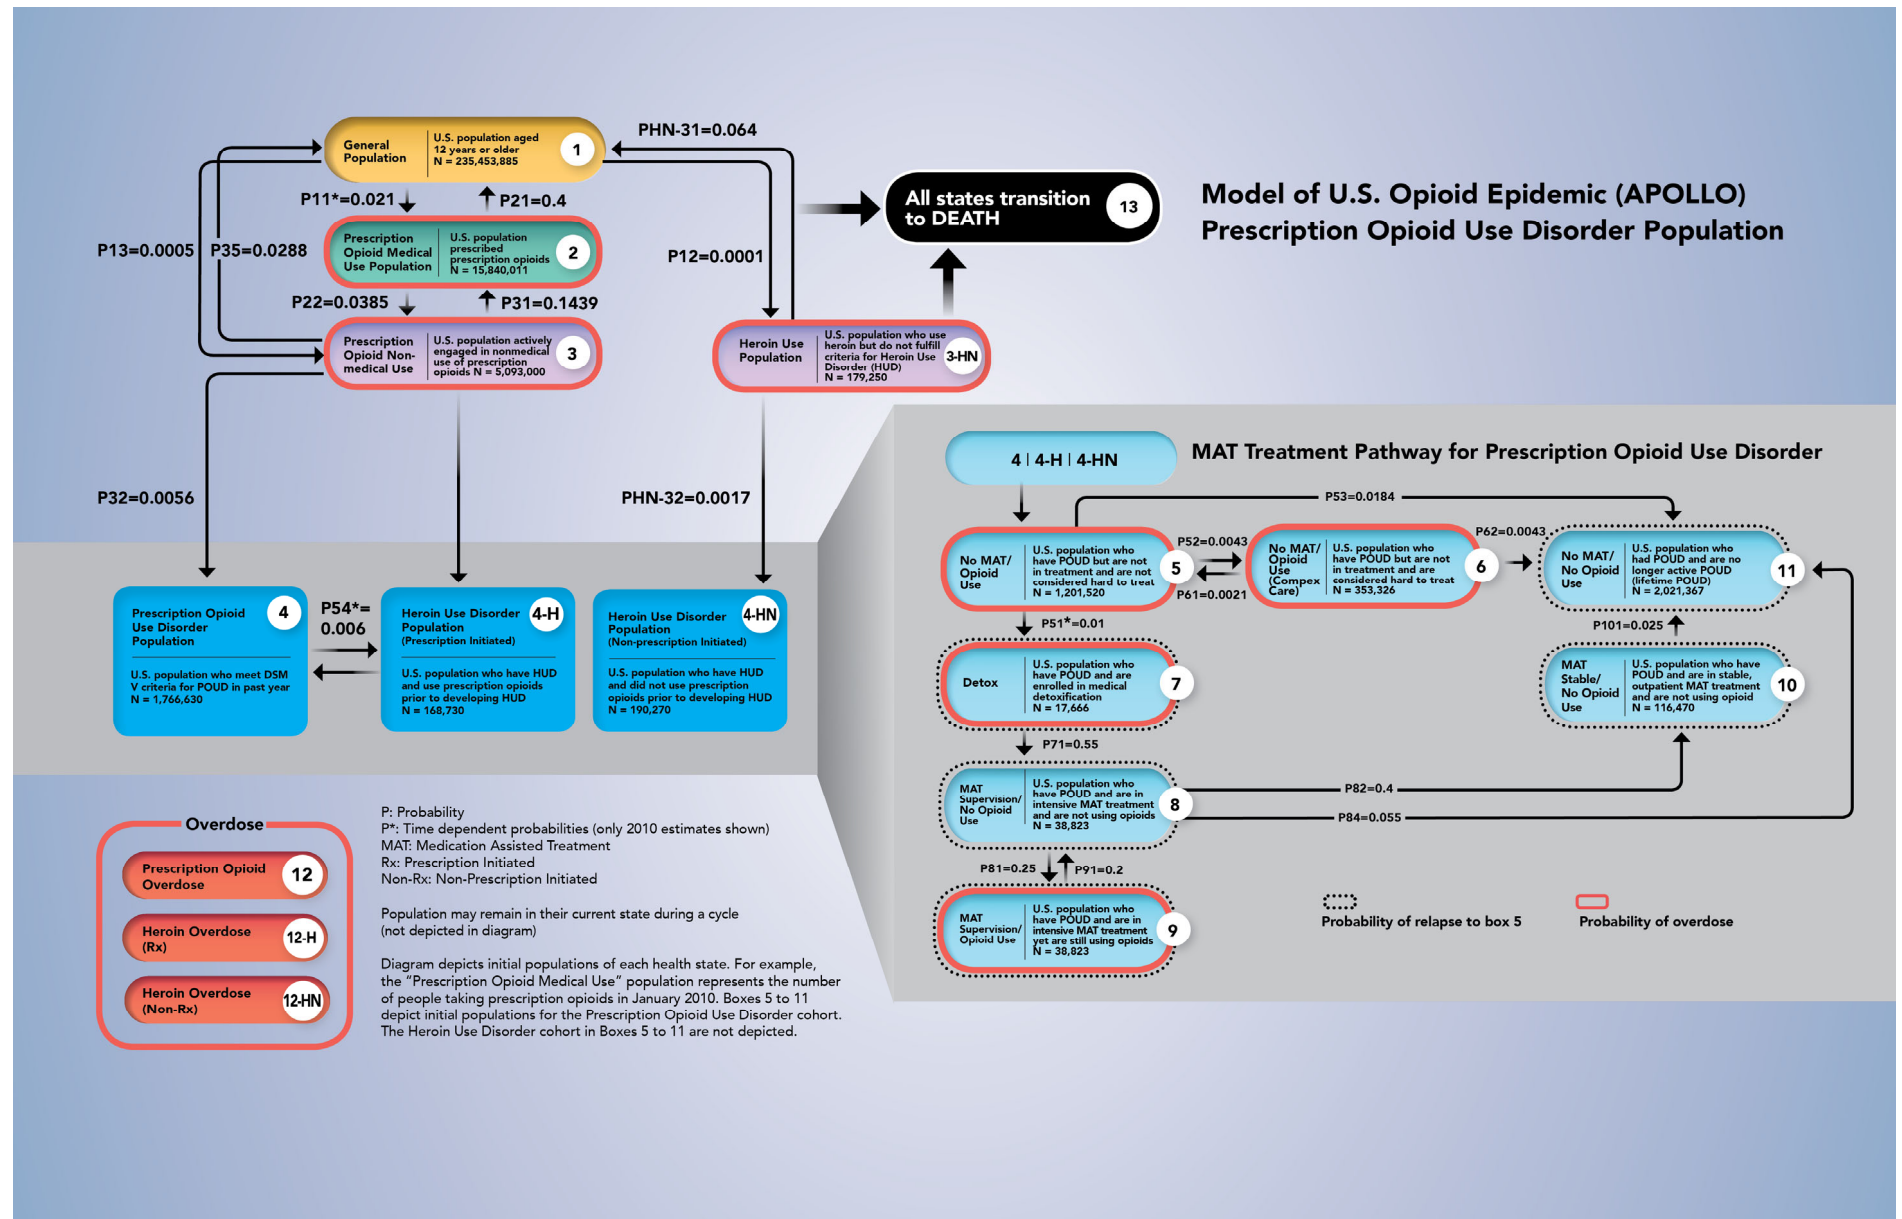 Model of U.S. Opioid Epidemic (APOLLO)
Prescription Opioid Use Disorder Population
General
Population
U.S. population aged
12 years or older
N = 235,453,885
1
PHN-31=0.064
P11*=0.021
P21=0.4
All states transition
to DEATH
13
P13=0.0005
P35=0.0288
Prescription
Opioid Medical
Use Population
U.S. population
prescribed
prescription opioids
N = 15,840,011
2
P12=0.0001
P22=0.0385
P31=0.1439
Prescription
Opioid Non-
medical Use
U.S. population actively
engaged in nonmedical
use of prescription
opioids N = 5,093,000
3
Heroin Use
Population
U.S. population who use
heroin but do not fulfill
criteria for Heroin Use
Disorder (HUD)
N = 179,250
3-HN
P32=0.0056
PHN-32=0.0017
Prescription Opioid
Use Disorder
Population
4
U.S. population who meet DSM
V criteria for POUD in past year
N = 1,766,630
P54*=
0.006
Heroin Use Disorder
Population
(Prescription Initiated)
4-H
U.S. population who have HUD
and use prescription opioids
prior to developing HUD
N = 168,730
Heroin Use Disorder
Population
(Non-prescription Initiated)
4-HN
U.S. population who have HUD
and did not use prescription
opioids prior to developing HUD
N = 190,270
4 | 4-H | 4-HN
MAT Treatment Pathway for Prescription Opioid Use Disorder
P53=0.0184
No MAT/
Opioid
Use
U.S. population who
have POUD but are not
in treatment and are not
considered hard to treat
N = 1,201,520
5
P52=0.0043
P61=0.0021
No MAT/
Opioid
Use
(Compex
Care)
U.S. population who
have POUD but are not
in treatment and are
considered hard to treat
N = 353,326
6
P62=0.0043
No MAT/
No Opioid
Use
U.S. population who
had POUD and are no
longer active POUD
(lifetime POUD)
N = 2,021,367
11
P51*=0.01
P101=0.025
Detox
U.S. population who
have POUD and are
enrolled in medical
detoxification
N = 17,666
7
MAT
Stable/
No Opioid
Use
U.S. population who have
POUD and are in stable,
outpatient MAT treatment
and are not using opioid
N = 116,470
10
P71=0.55
MAT
Supervision/
No Opioid
Use
U.S. population who
have POUD and are in
intensive MAT treatment
and are not using opioids
N = 38,823
8
P82=0.4
P84=0.055
P81=0.25
P91=0.2
MAT
Supervision/
Opioid Use
U.S. population who
have POUD and are in
intensive MAT treatment
yet are still using opioids
N = 38,823
9
Probability of relapse to box 5
Probability of overdose
Overdose
Prescription Opioid
Overdose
12
Heroin Overdose
(Rx)
12-H
Heroin Overdose
(Non-Rx)
12-HN
P: Probability
P*: Time dependent probabilities (only 2010 estimates shown)
MAT: Medication Assisted Treatment
Rx: Prescription Initiated
Non-Rx: Non-Prescription Initiated
Population may remain in their current state during a cycle
(not depicted in diagram)
Diagram depicts initial populations of each health state. For example,
the “Prescription Opioid Medical Use” population represents the number
of people taking prescription opioids in January 2010. Boxes 5 to 11
depict initial populations for the Prescription Opioid Use Disorder cohort.
The Heroin Use Disorder cohort in Boxes 5 to 11 are not depicted.